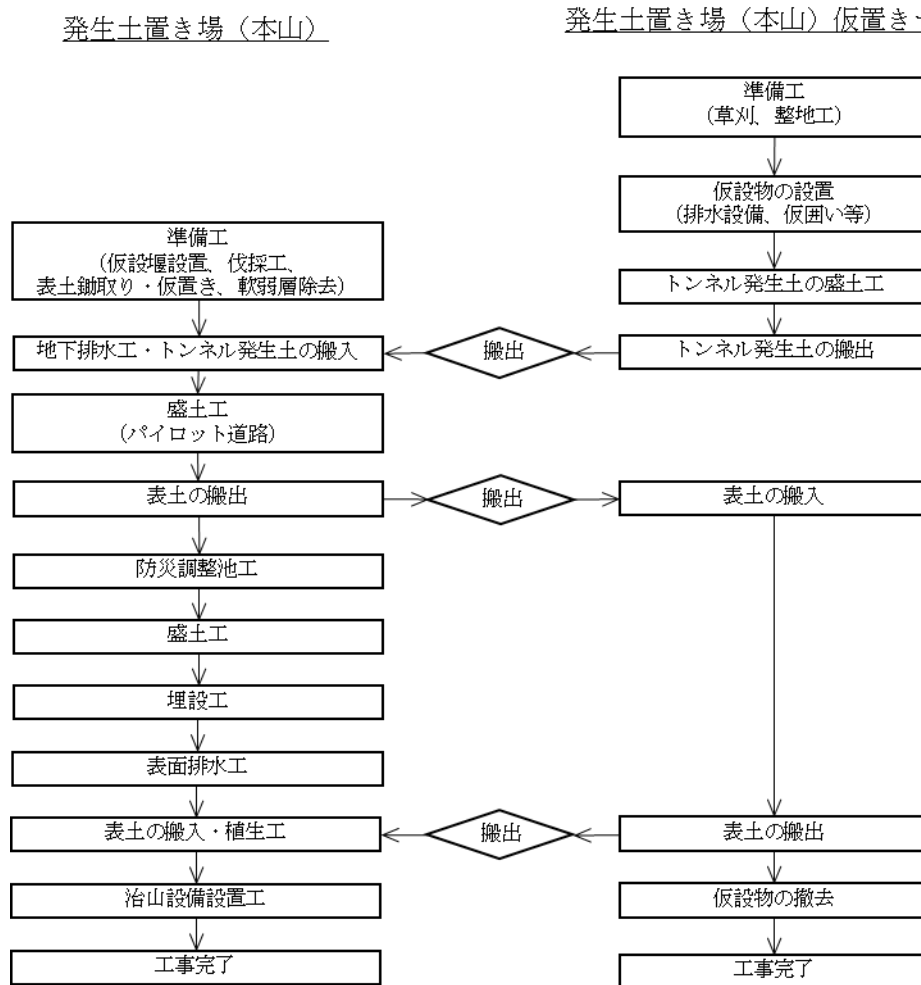 発生土置き場（本山）
準備工
(仮設堰設置、伐採工、
表土鋤取り・仮置き、軟弱層除去)
地下排水工・トンネル発生土の搬入
盛土工
(パイロット道路)
表土の搬出
防災調整池工
盛土工
埋設工
表面排水工
表土の搬入・植生工
治山設備設置工
工事完了
搬出
搬出
搬出
発生土置き場（本山）仮置き
準備工
(草刈、整地工)
仮設物の設置
(排水設備、仮囲い等)
トンネル発生土の盛土工
トンネル発生土の搬出
表土の搬入
表土の搬出
仮設物の撤去
工事完了